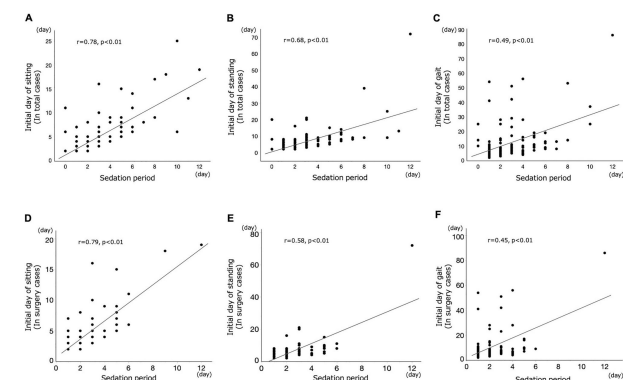 A
(day)
r=0.78, p<0.01
Initial day of sitting
(In total cases)
25
20
15
10
5
0
0 2 4 6 8 10 12
(day)
Sedation period
B
(day)
r=0.68, p<0.01
Initial day of standing
(In total cases)
70
60
50
40
30
20
10
0
0 2 4 6 8 10 12
(day)
Sedation period
C
(day)
r=0.49, p<0.01
Initial day of gait
(In total cases)
90
80
70
60
50
40
30
20
10
0
0 2 4 6 8 10 12
(day)
Sedation period
D
(day)
r=0.79, p<0.01
Initial day of sitting
(In surgery cases)
20
15
10
5
0
0 2 4 6 8 10 12
(day)
Sedation period
E
(day)
r=0.58, p<0.01
Initial day of standing
(In surgery cases)
80
60
40
20
0
0 2 4 6 8 10 12
(day)
Sedation period
F
(day)
r=0.45, p<0.01
Initial day of gait
(In surgery cases)
100
80
60
40
20
0
0 2 4 6 8 10 12
(day)
Sedation period